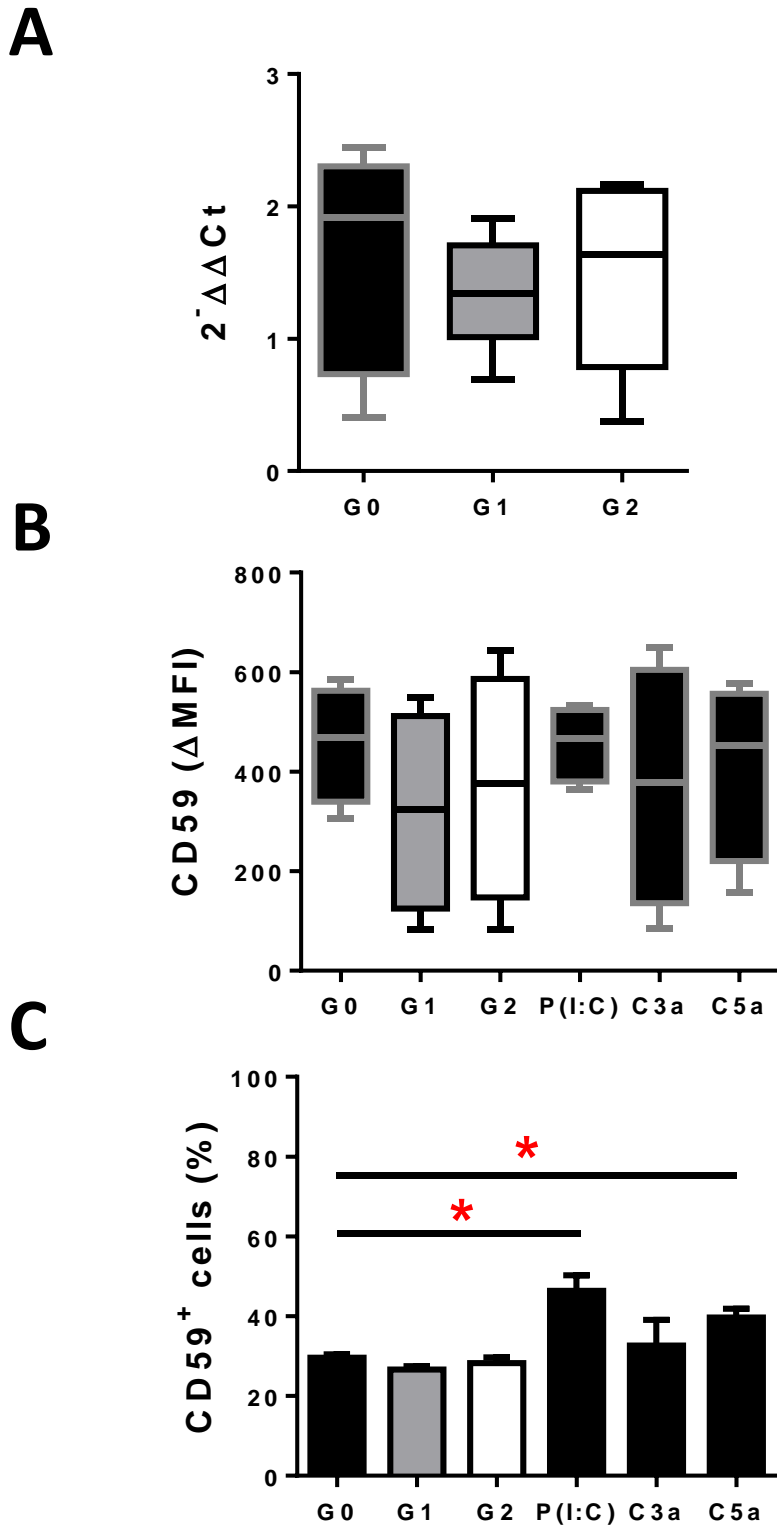 A
3
2
1
0
2⁻ΔΔCt
G0 G1 G2
B
800
600
400
200
0
CD59 (ΔMFI)
G0 G1 G2 P(I:C) C3a C5a
C
100
80
60
40
20
0
CD59⁺ cells (%)
*
*
G0 G1 G2 P(I:C) C3a C5a